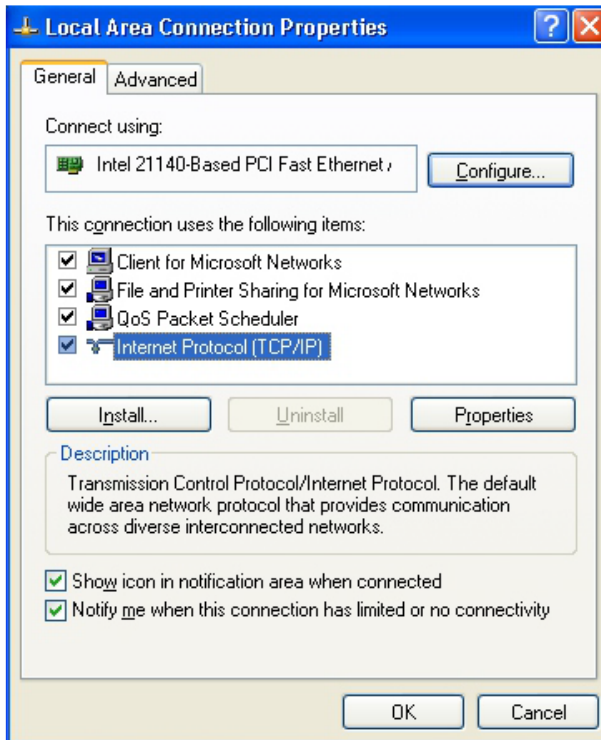 Local Area Connection Properties
General
Advanced
Connect using:
Intel 21140-Based PCI Fast Ethernet
Configure...
This connection uses the following items:
Client for Microsoft Networks
File and Printer Sharing for Microsoft Networks
QoS Packet Scheduler
Internet Protocol (TCP/IP)
Install...
Uninstall
Properties
Description
Transmission Control Protocol/Internet Protocol. The default
wide area network protocol that provides communication
across diverse interconnected networks.
Show icon in notification area when connected
Notify me when this connection has limited or no connectivity
OK
Cancel